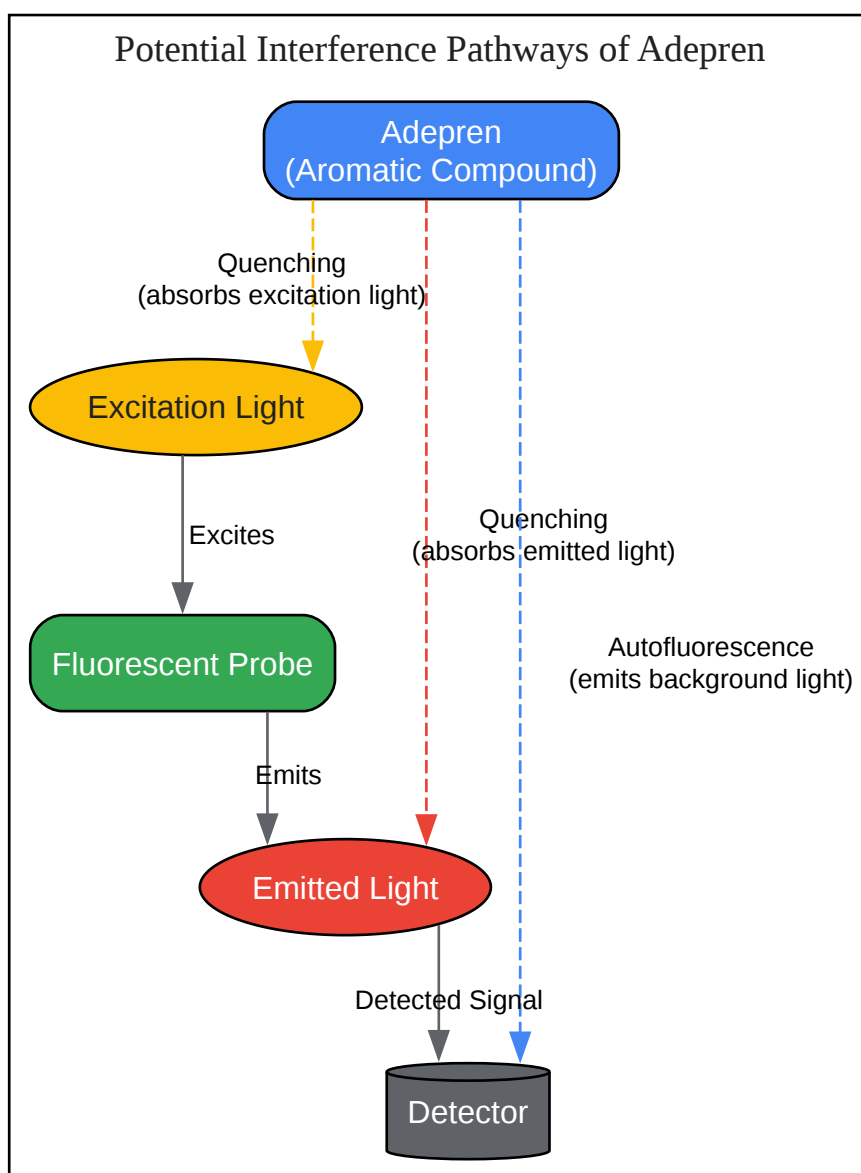 Potential Interference Pathways of Adepren
Adepren
(Aromatic Compound)
Quenching
(absorbs excitation light)
Excitation Light
Excites
Quenching
(absorbs emitted light)
Autofluorescence
(emits background light)
Fluorescent Probe
Emits
Emitted Light
Detected Signal
Detector